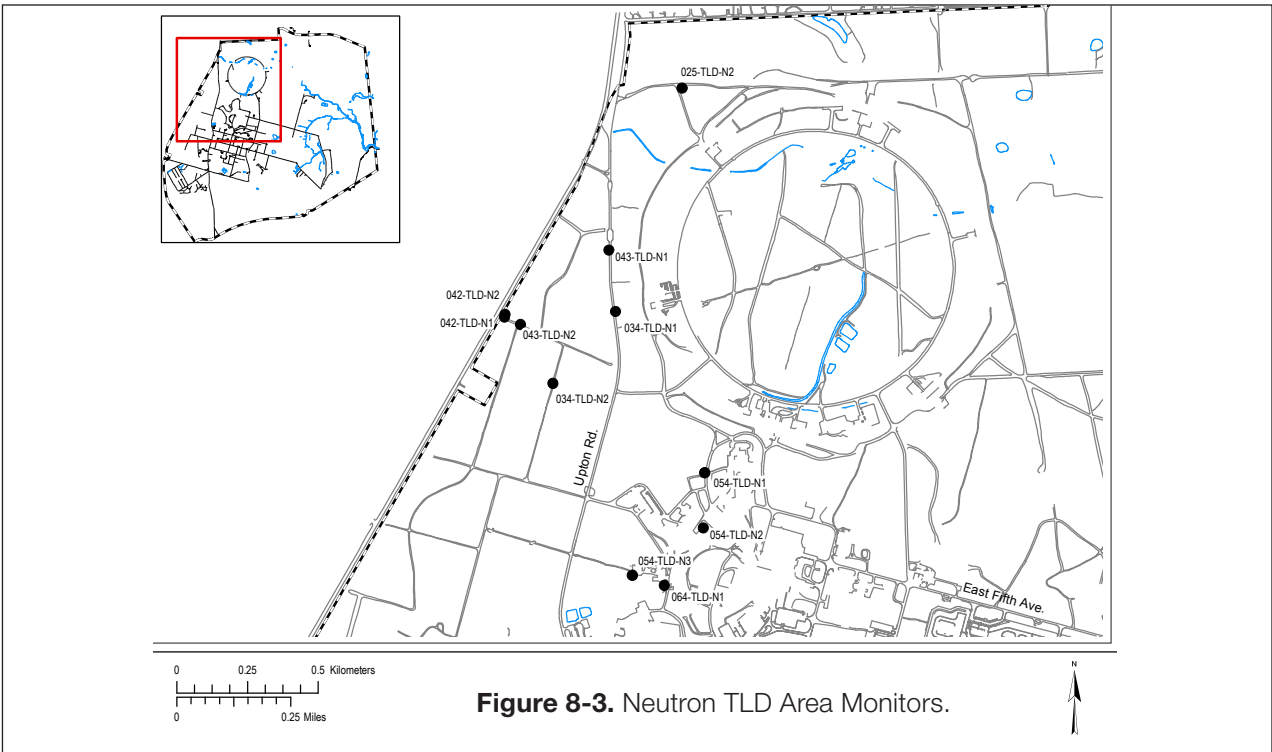 025-TLD-N2
043-TLD-N1
042-TLD-N2
034-TLD-N1
042-TLD-N1
043-TLD-N2
034-TLD-N2
Upton Rd.
054-TLD-N1
054-TLD-N2
054-TLD-N3
064-TLD-N1
East Fifth Ave.
0 0.25 0.5 Kilometers
0 0.25 Miles
Figure 8-3. Neutron TLD Area Monitors.
N